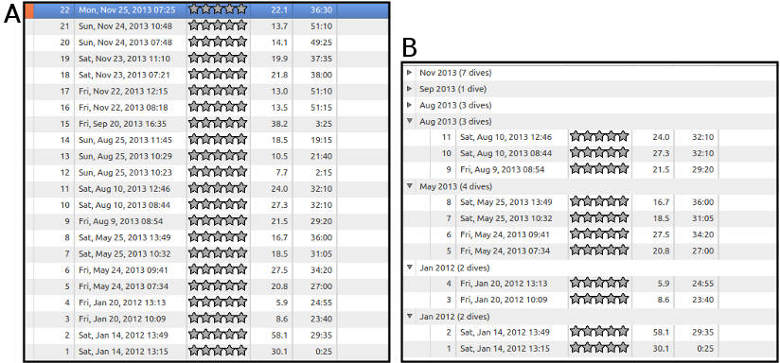 A
22 Mon, Nov 25, 2013 07:25 22.1 36:30
21 Sun, Nov 24, 2013 10:48 13.7 51:10
20 Sun, Nov 24, 2013 07:48 14.1 49:25
19 Sat, Nov 23, 2013 11:10 19.9 37:35
18 Sat, Nov 23, 2013 07:21 21.8 38:00
17 Fri, Nov 22, 2013 12:15 13.0 51:10
16 Fri, Nov 22, 2013 08:18 13.5 51:15
15 Fri, Sep 20, 2013 16:35 38.2 3:25
14 Sun, Aug 25, 2013 11:45 18.5 19:15
13 Sun, Aug 25, 2013 10:29 10.5 21:40
12 Sun, Aug 25, 2013 10:23 7.7 2:15
11 Sat, Aug 10, 2013 12:46 24.0 32:10
10 Sat, Aug 10, 2013 08:44 27.3 32:10
9 Fri, Aug 9, 2013 08:54 21.5 29:20
8 Sat, May 25, 2013 13:49 16.7 36:00
7 Sat, May 25, 2013 10:32 18.5 31:05
6 Fri, May 24, 2013 09:41 27.5 34:20
5 Fri, May 24, 2013 07:34 20.8 27:00
4 Fri, Jan 20, 2012 13:13 5.9 24:55
3 Fri, Jan 20, 2012 10:09 8.6 23:40
2 Sat, Jan 14, 2012 13:49 58.1 29:35
1 Sat, Jan 14, 2012 13:15 30.1 0:25
B
Nov 2013 (7 dives)
Sep 2013 (1 dive)
Aug 2013 (3 dives)
Aug 2013 (3 dives)
11 Sat, Aug 10, 2013 12:46 24.0 32:10
10 Sat, Aug 10, 2013 08:44 27.3 32:10
9 Fri, Aug 9, 2013 08:54 21.5 29:20
May 2013 (4 dives)
8 Sat, May 25, 2013 13:49 16.7 36:00
7 Sat, May 25, 2013 10:32 18.5 31:05
6 Fri, May 24, 2013 09:41 27.5 34:20
5 Fri, May 24, 2013 07:34 20.8 27:00
Jan 2012 (2 dives)
4 Fri, Jan 20, 2012 13:13 5.9 24:55
3 Fri, Jan 20, 2012 10:09 8.6 23:40
Jan 2012 (2 dives)
2 Sat, Jan 14, 2012 13:49 58.1 29:35
1 Sat, Jan 14, 2012 13:15 30.1 0:25